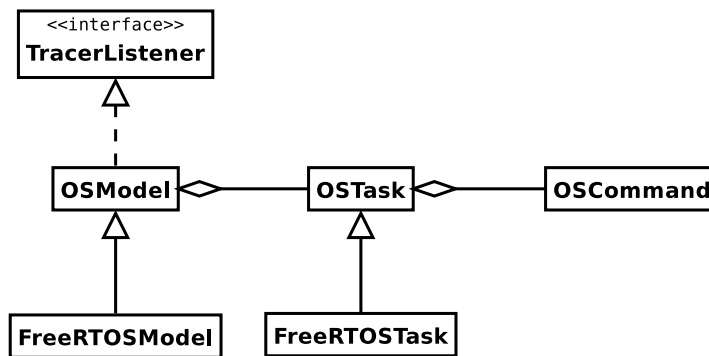 <<interface>>
TracerListener
OSModel
OSTask
OSCommand
FreeRTOSModel
FreeRTOSTask